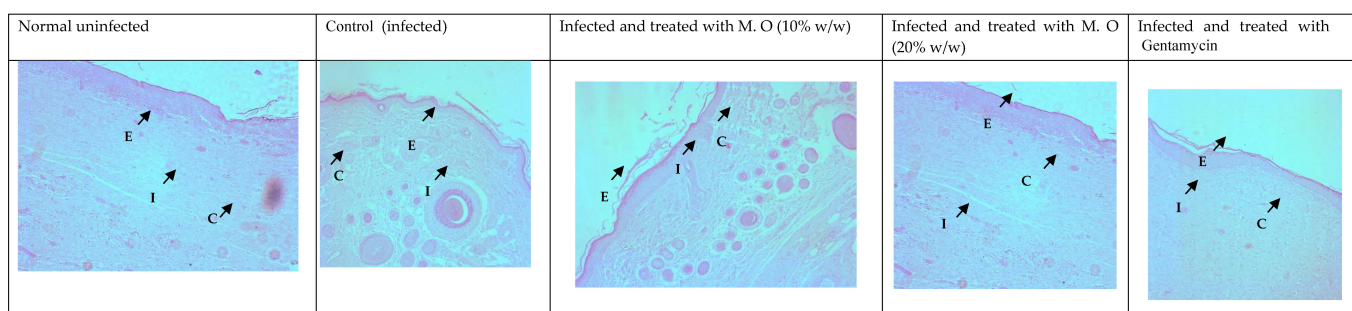 Normal uninfected
Control (infected)
Infected and treated with M. O (10% w/w)
Infected and treated with M. O
(20% w/w)
Infected and treated with
Gentamycin
E
I
C
E
C
I
E
I
C
E
C
I
E
I
C